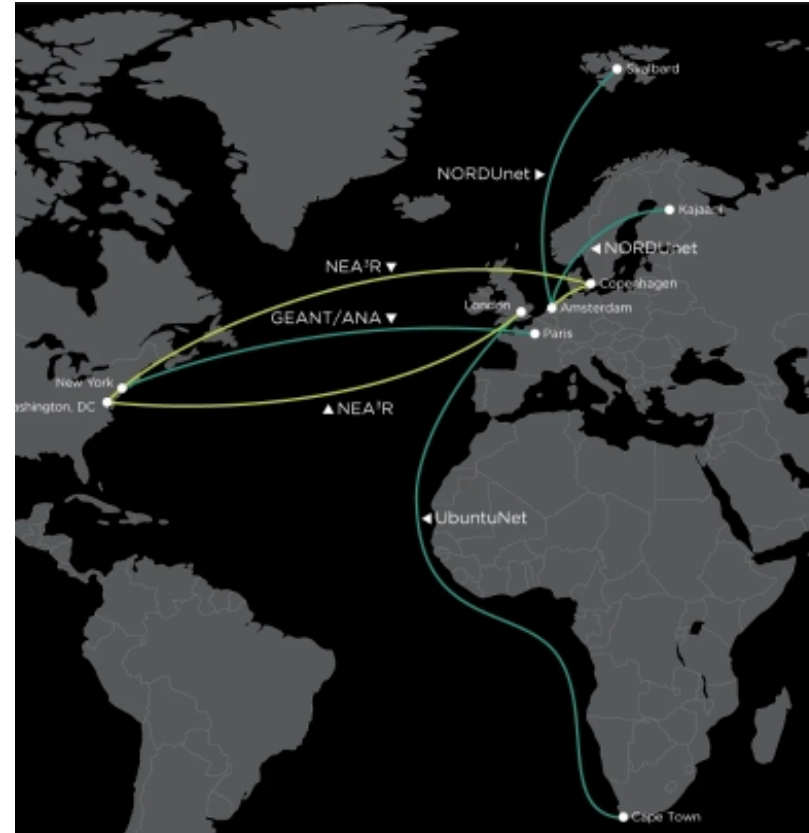 Svalbard
NORDUnet ▶
Kajaani
◀ NORDUnet
NEA³R ▼
Copenhagen
London
Amsterdam
GEANT/ANA ▼
Paris
New York
ashington, DC
▲ NEA³R
◀ UbuntuNet
Cape Town